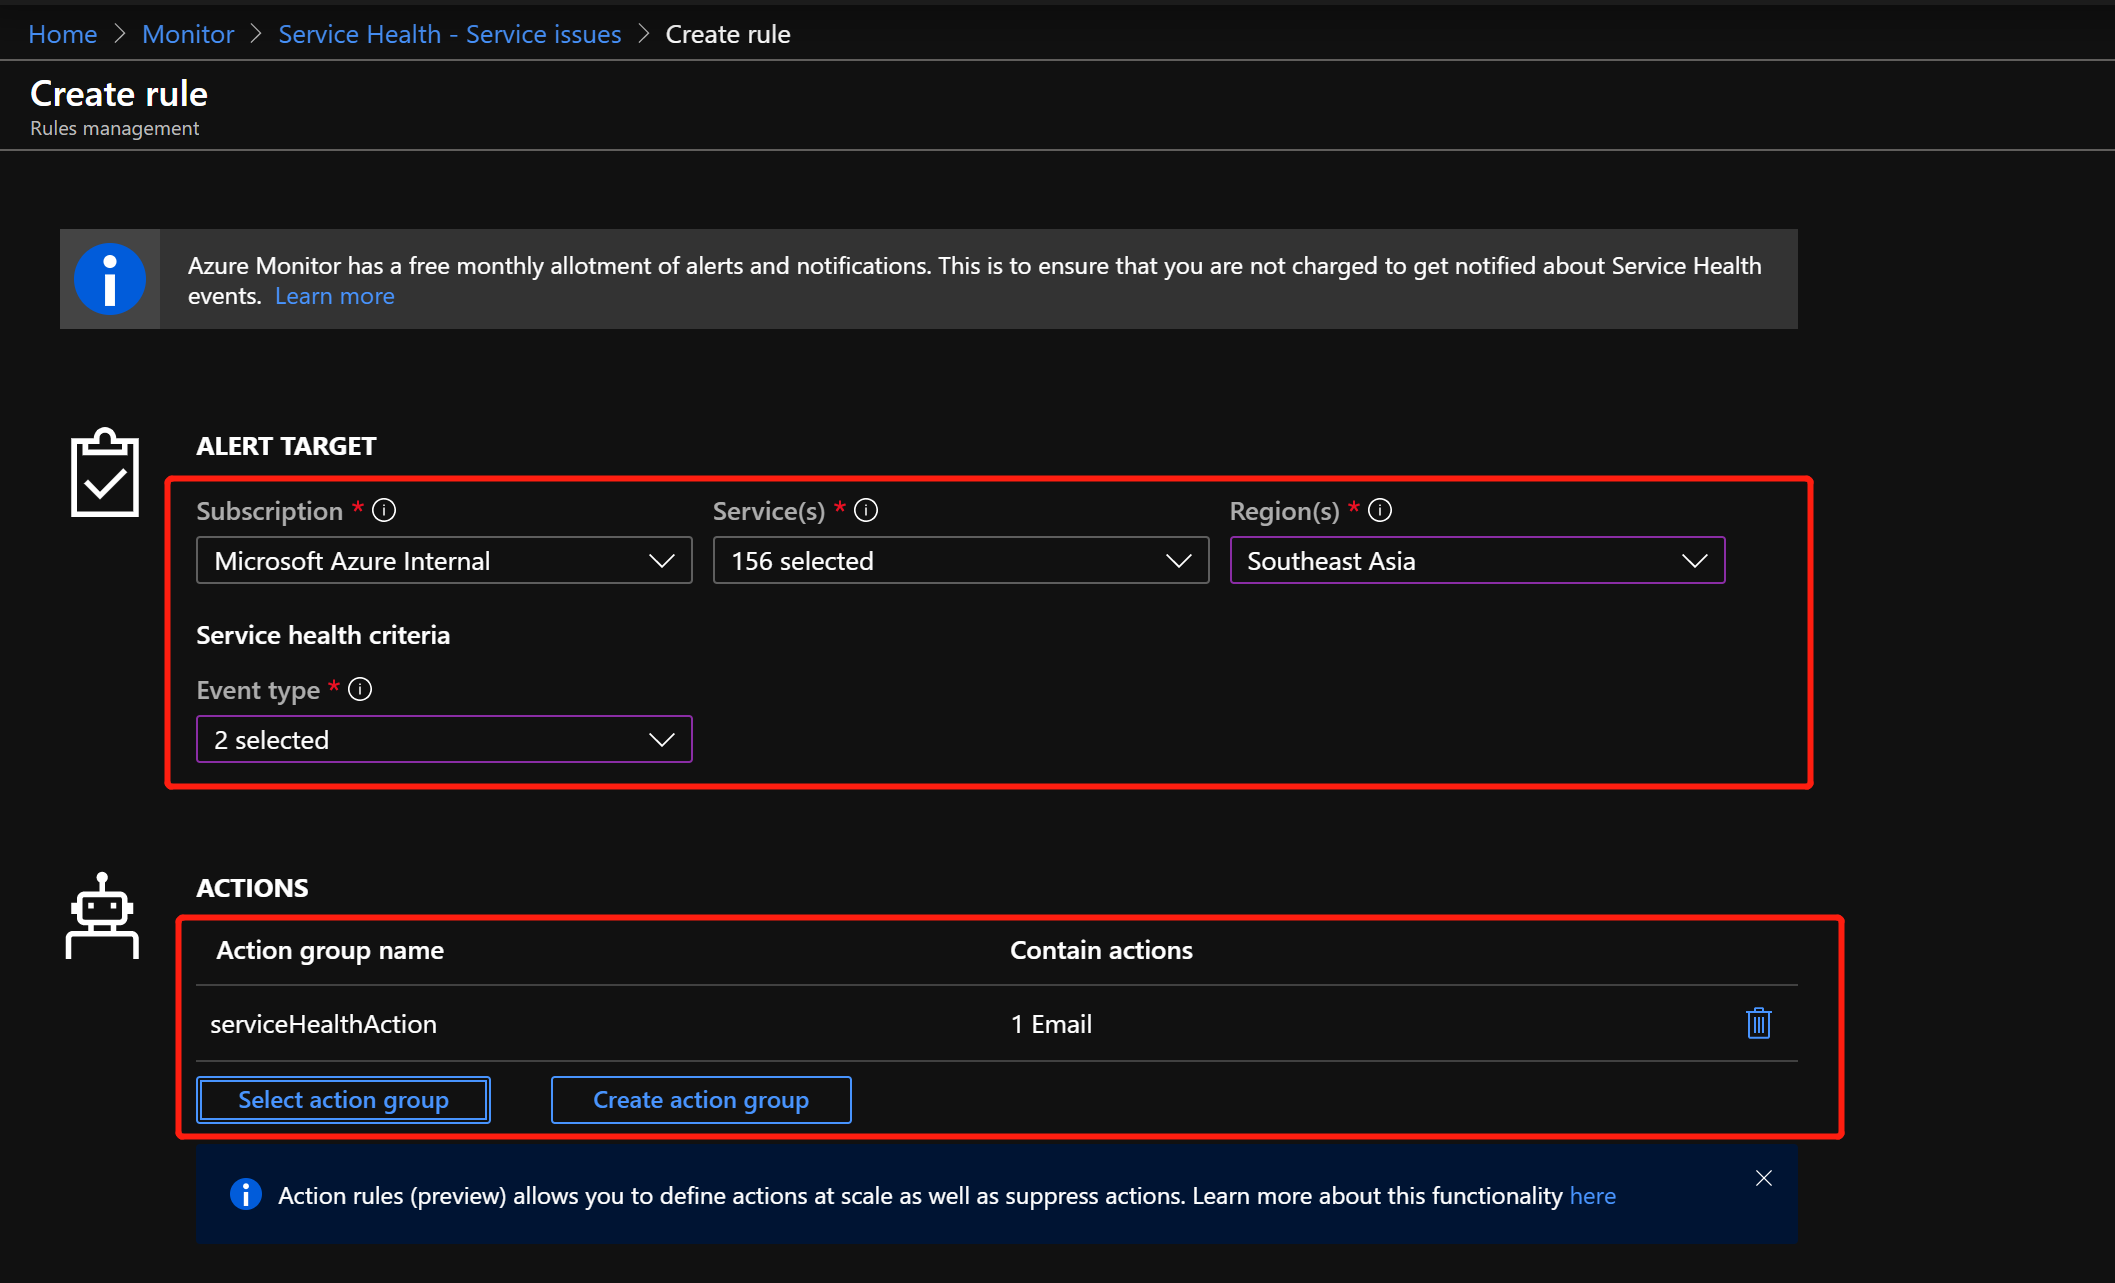 Home > Monitor > Service Health - Service issues > Create rule
Create rule
Rules management
Azure Monitor has a free monthly allotment of alerts and notifications. This is to ensure that you are not charged to get notified about Service Health
events. Learn more
ALERT TARGET
Subscription * Service(s) * Region(s) *
Microsoft Azure Internal 156 selected Southeast Asia
Service health criteria
Event type *
2 selected
ACTIONS
Action group name Contain actions
serviceHealthAction 1 Email
Select action group Create action group
Action rules (preview) allows you to define actions at scale as well as suppress actions. Learn more about this functionality here